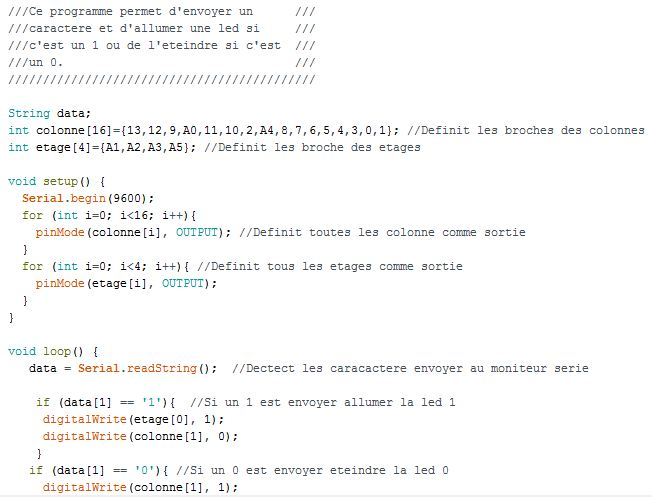 ///Ce programme permet d'envoyer un      ///
///caractere et d'allumer une led si     ///
///c'est un 1 ou de l'eteindre si c'est  ///
///un 0.                                 ///
////////////////////////////////////////////
String data;
int colonne[16]={13,12,9,A0,11,10,2,A4,8,7,6,5,4,3,0,1}; //Definit les broches des colonnes
int etage[4]={A1,A2,A3,A5}; //Definit les broche des etages
void setup() {
  Serial.begin(9600);
  for (int i=0; i<16; i++){
    pinMode(colonne[i], OUTPUT); //Definit toutes les colonne comme sortie
  }
  for (int i=0; i<4; i++){ //Definit tous les etages comme sortie
    pinMode(etage[i], OUTPUT);
  }
}
void loop() {
   data = Serial.readString();  //Dectect les caracactere envoyer au moniteur serie
    if (data[1] == '1'){  //Si un 1 est envoyer allumer la led 1
     digitalWrite(etage[0], 1);
     digitalWrite(colonne[1], 0);
    }
   if (data[1] == '0'){ //Si un 0 est envoyer eteindre la led 0
     digitalWrite(colonne[1], 1);